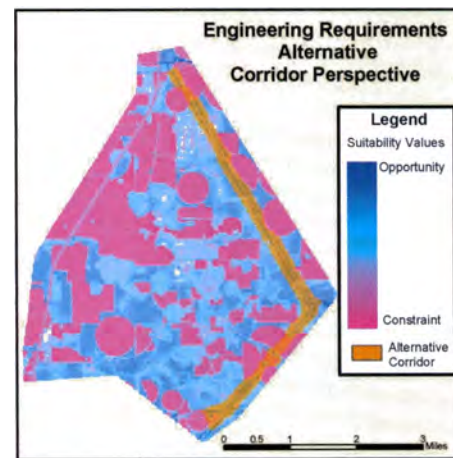 Engineering Requirements
Alternative
Corridor Perspective
Legend
Suitability Values
Opportunity
Constraint
Alternative
Corridor
0 0.5 1 2 3
Miles